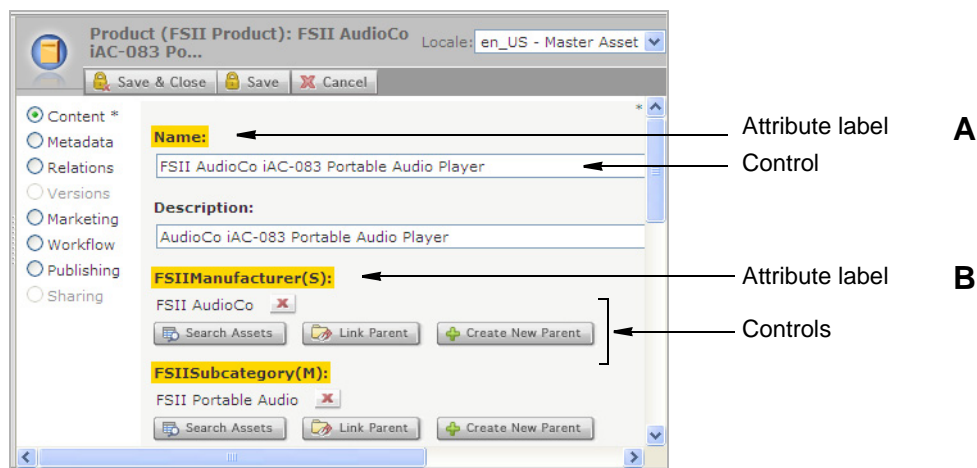 Product (FSII Product): FSII AudioCo
iAC-083 Po...
Locale: en_US - Master Asset
Save & Close Save Cancel
Content *
Metadata
Relations
Versions
Marketing
Workflow
Publishing
Sharing
*
Name:
FSII AudioCo iAC-083 Portable Audio Player
Description:
AudioCo iAC-083 Portable Audio Player
FSIIManufacturer(S):
FSII AudioCo
Search Assets Link Parent Create New Parent
FSIISubcategory(M):
FSII Portable Audio
Search Assets Link Parent Create New Parent
Attribute label A
Control
Attribute label B
Controls